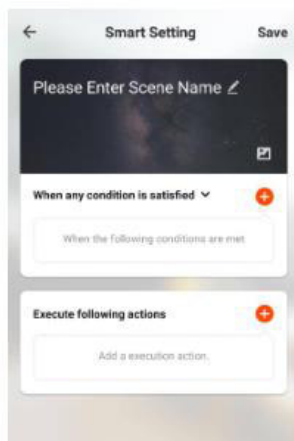 Smart Setting Save
Please Enter Scene Name
When any condition is satisfied
When the following conditions are met
Execute following actions
Add a execution action.